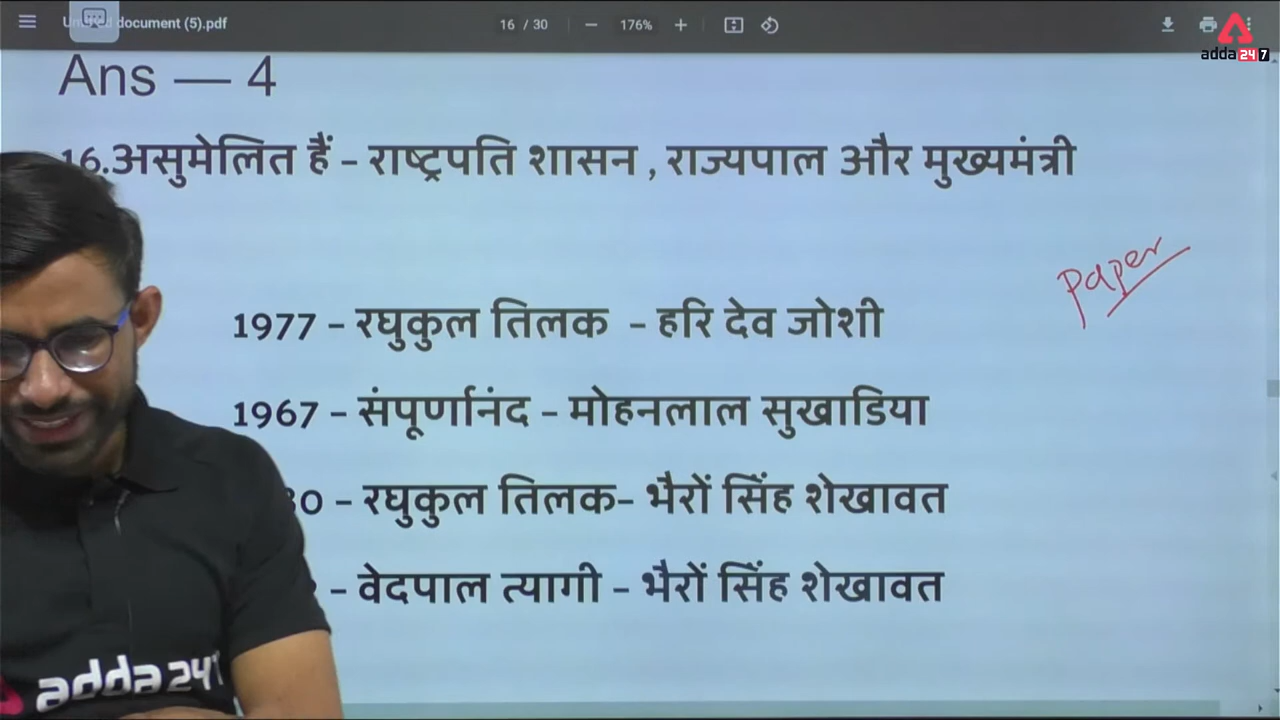 document (5).pdf
16 / 30
176%
adda 24 7
Ans — 4
16.असुमेलित हैं – राष्ट्रपति शासन , राज्यपाल और मुख्यमंत्री
Paper
1977 – रघुकुल तिलक – हरि देव जोशी
1967 – संपूर्णानंद – मोहनलाल सुखाडिया
– रघुकुल तिलक– भैरों सिंह शेखावत
– वेदपाल त्यागी – भैरों सिंह शेखावत
adda 247